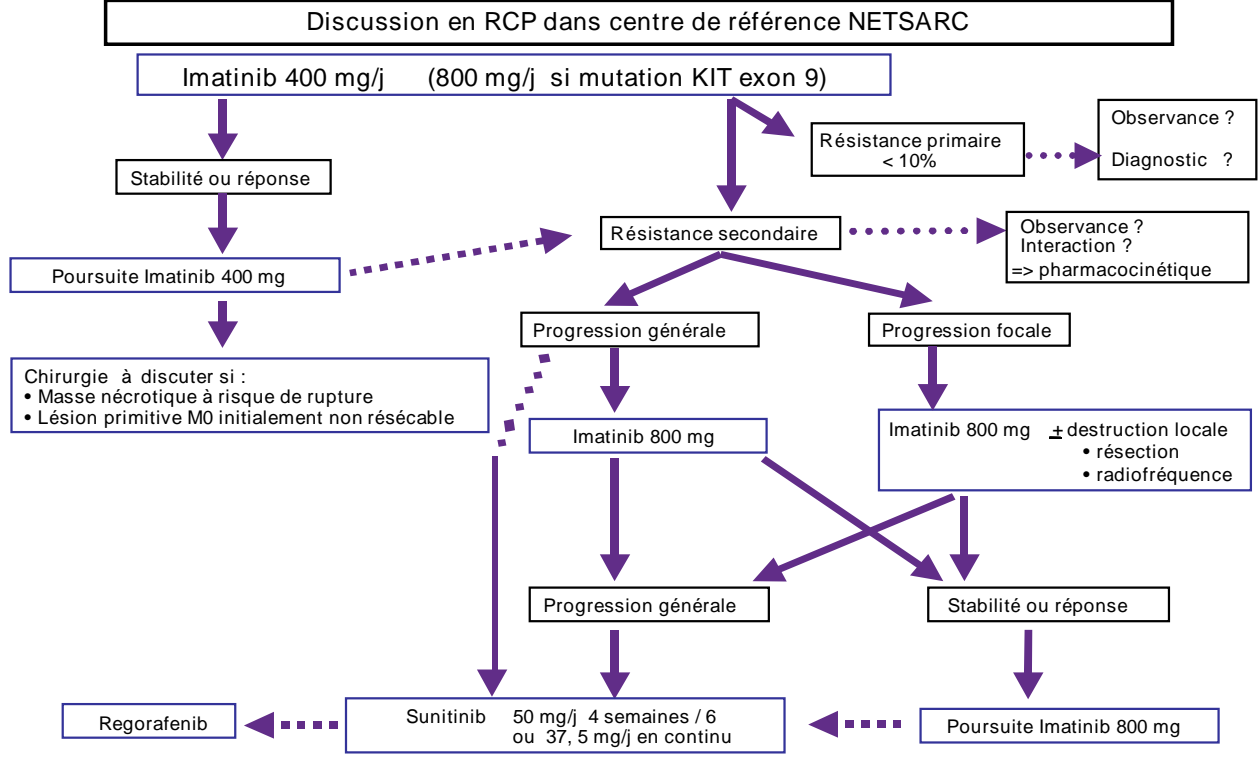 Discussion en RCP dans centre de référence NETSARC
Imatinib 400 mg/j (800 mg/j si mutation KIT exon 9)
Observance ?
Diagnostic ?
Résistance primaire
< 10%
Stabilité ou réponse
Résistance secondaire
Observance ?
Interaction ?
=> pharmacocinétique
Poursuite Imatinib 400 mg
Progression générale
Progression focale
Chirurgie à discuter si :
• Masse nécrotique à risque de rupture
• Lésion primitive M0 initialement non résécable
Imatinib 800 mg
Imatinib 800 mg ± destruction locale
• résection
• radiofréquence
Progression générale
Stabilité ou réponse
Regorafenib
Sunitinib 50 mg/j 4 semaines / 6
ou 37, 5 mg/j en continu
Poursuite Imatinib 800 mg